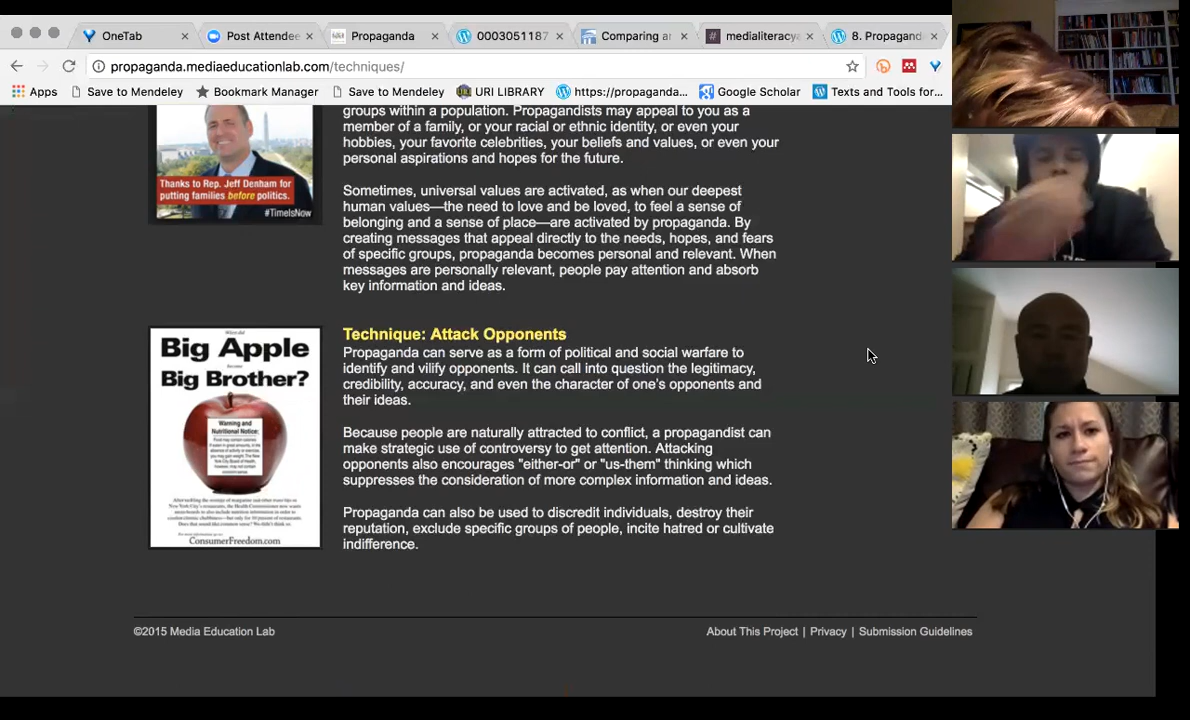 OneTab
Post Attendee
Propaganda
0003051187
Comparing an
medialiteracy
8. Propagand
propaganda.mediaeducationlab.com/techniques/
Apps
Save to Mendeley
Bookmark Manager
Save to Mendeley
URI LIBRARY
https://propaganda...
Google Scholar
Texts and Tools for...
groups within a population. Propagandists may appeal to you as a
member of a family, or your racial or ethnic identity, or even your
hobbies, your favorite celebrities, your beliefs and values, or even your
personal aspirations and hopes for the future.
Thanks to Rep. Jeff Denham for
putting families before politics.
#TimeIsNow
Sometimes, universal values are activated, as when our deepest
human values—the need to love and be loved, to feel a sense of
belonging and a sense of place—are activated by propaganda. By
creating messages that appeal directly to the needs, hopes, and fears
of specific groups, propaganda becomes personal and relevant. When
messages are personally relevant, people pay attention and absorb
key information and ideas.
When did
Big Apple
become
Big Brother?
Warning and
Nutritional Notice:
ConsumerFreedom.com
Technique: Attack Opponents
Propaganda can serve as a form of political and social warfare to
identify and vilify opponents. It can call into question the legitimacy,
credibility, accuracy, and even the character of one's opponents and
their ideas.
Because people are naturally attracted to conflict, a propagandist can
make strategic use of controversy to get attention. Attacking
opponents also encourages "either-or" or "us-them" thinking which
suppresses the consideration of more complex information and ideas.
Propaganda can also be used to discredit individuals, destroy their
reputation, exclude specific groups of people, incite hatred or cultivate
indifference.
©2015 Media Education Lab
About This Project | Privacy | Submission Guidelines